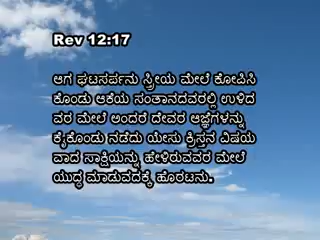 Rev 12:17
ಆಗ ಘಟಸರ್ಪನು ಸ್ತ್ರೀಯ ಮೇಲೆ ಕೋಪಿಸಿ
ಕೊಂಡು ಆಕೆಯ ಸಂತಾನದವರಲ್ಲಿ ಉಳಿದ
ವರ ಮೇಲೆ ಅಂದರೆ ದೇವರ ಆಜ್ಞೆಗಳನ್ನು
ಕೈಕೊಂಡು ನಡೆದು ಯೇಸು ಕ್ರಿಸ್ತನ ವಿಷಯ
ವಾದ ಸಾಕ್ಷಿಯನ್ನು ಹೇಳಿರುವವರ ಮೇಲೆ
ಯುದ್ಧ ಮಾಡುವದಕ್ಕೆ ಹೊರಟನು.